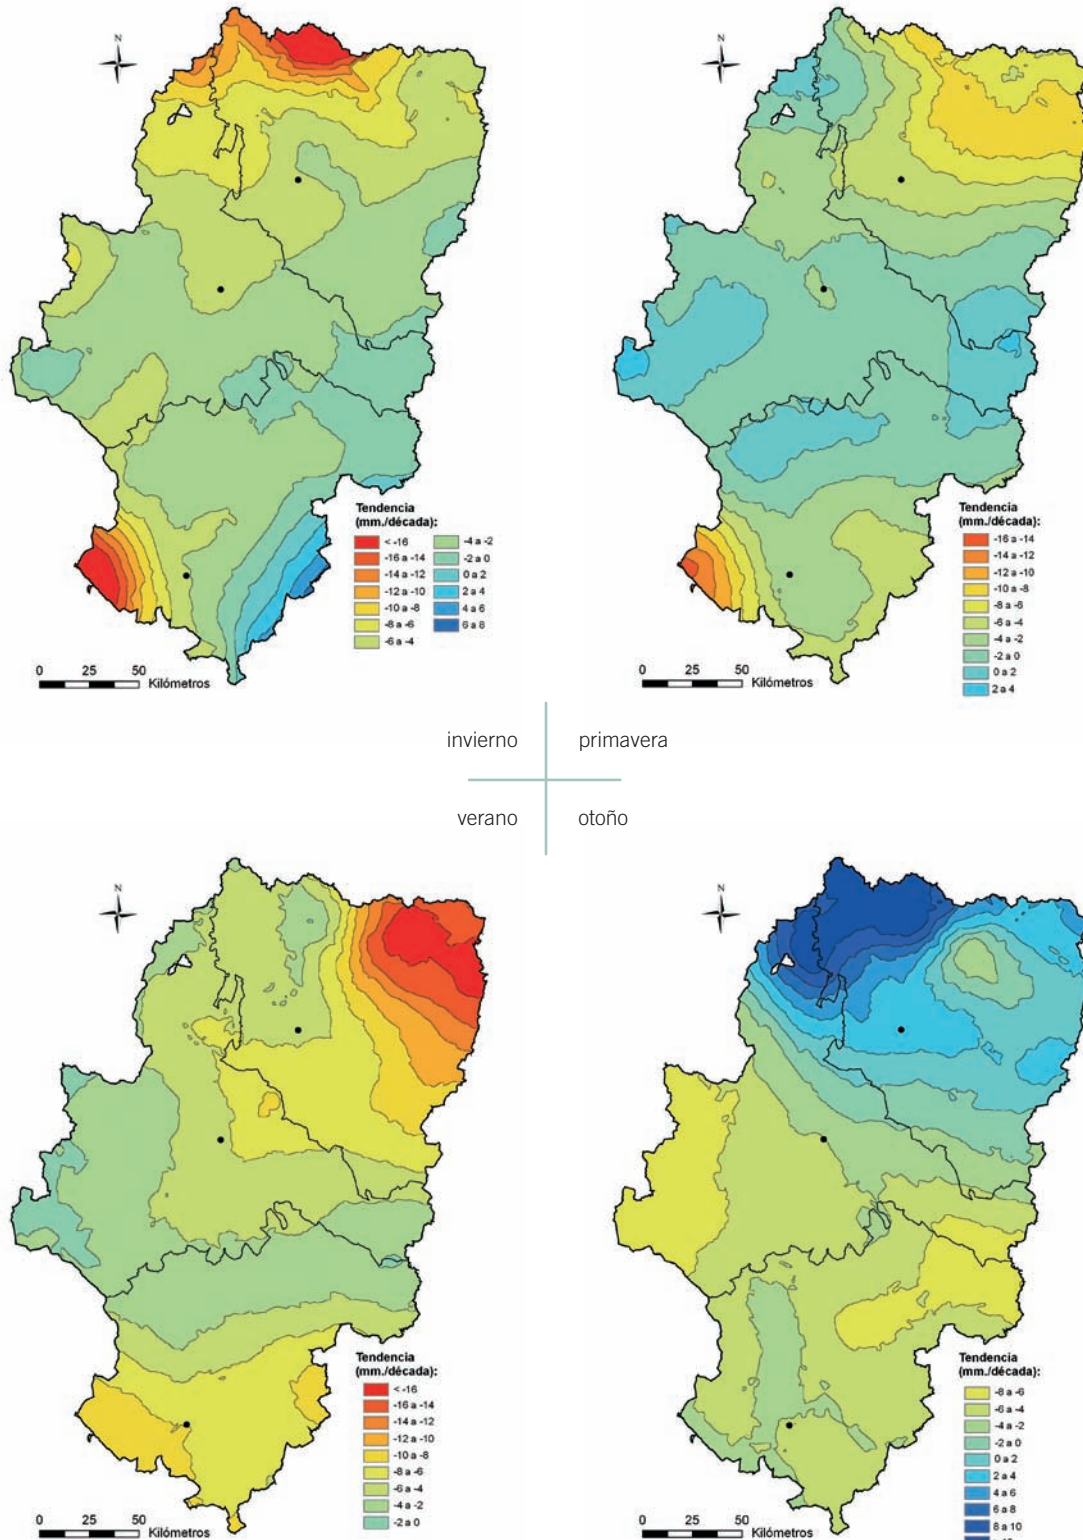 N
Tendencia
(mm./década):
< -16
-16 a -14
-14 a -12
-12 a -10
-10 a -8
-8 a -6
-6 a -4
-4 a -2
-2 a 0
0 a 2
2 a 4
4 a 6
6 a 8
0 25 50
Kilómetros
N
Tendencia
(mm./década):
-16 a -14
-14 a -12
-12 a -10
-10 a -8
-8 a -6
-6 a -4
-4 a -2
-2 a 0
0 a 2
2 a 4
0 25 50
Kilómetros
invierno
primavera
verano
otoño
N
Tendencia
(mm./década):
< -16
-16 a -14
-14 a -12
-12 a -10
-10 a -8
-8 a -6
-6 a -4
-4 a -2
-2 a 0
0 25 50
Kilómetros
N
Tendencia
(mm./década):
-8 a -6
-6 a -4
-4 a -2
-2 a 0
0 a 2
2 a 4
4 a 6
6 a 8
8 a 10
0 25 50
Kilómetros